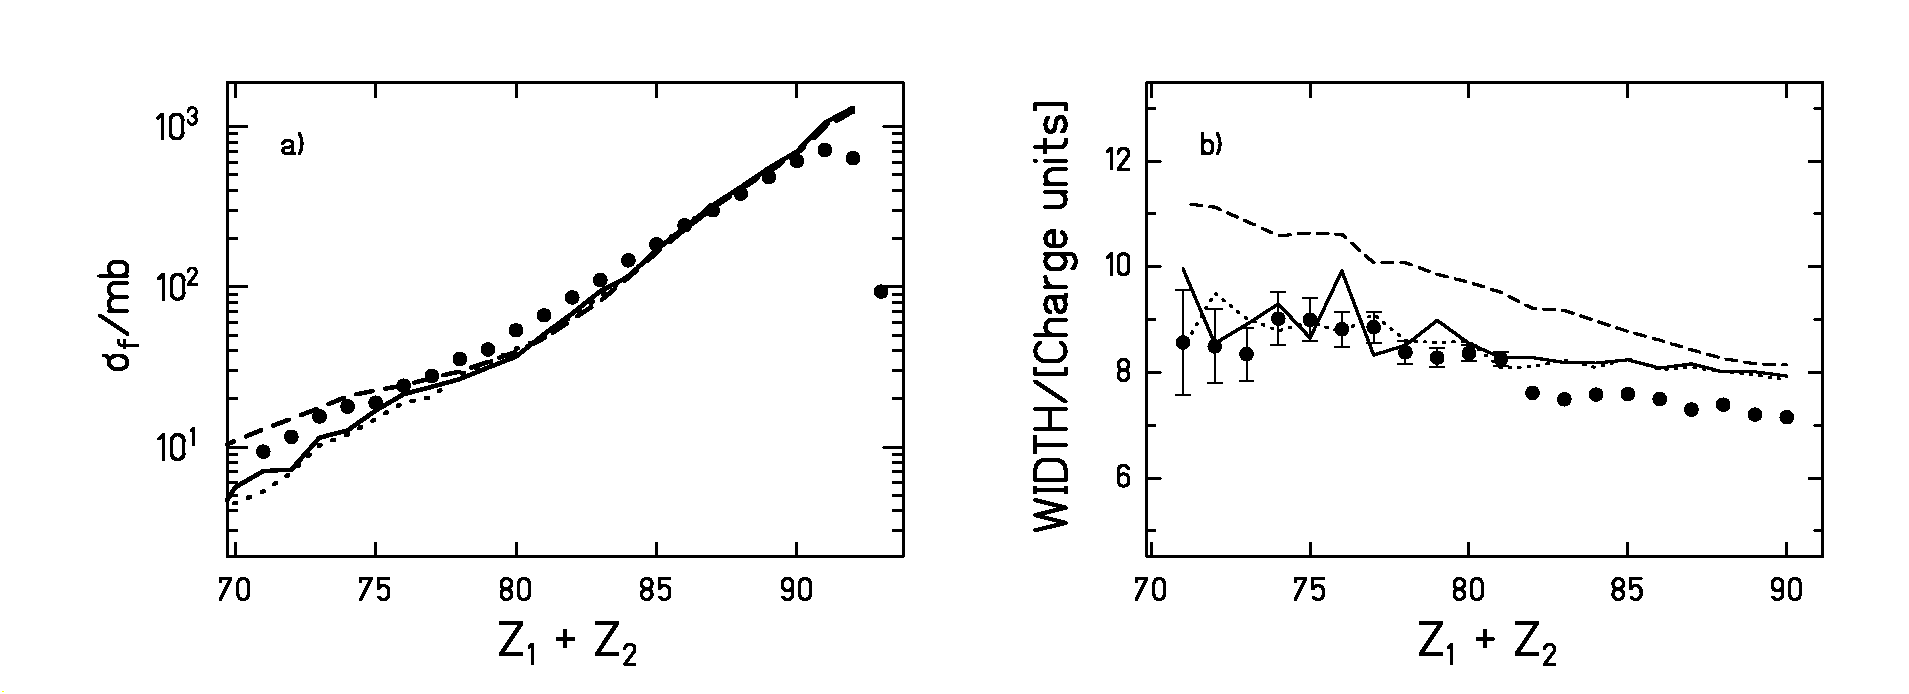 a)
10³
10²
10¹
d_f/mb
70 75 80 85 90
Z₁ + Z₂
b)
12
10
8
6
WIDTH/[Charge units]
70 75 80 85 90
Z₁ + Z₂